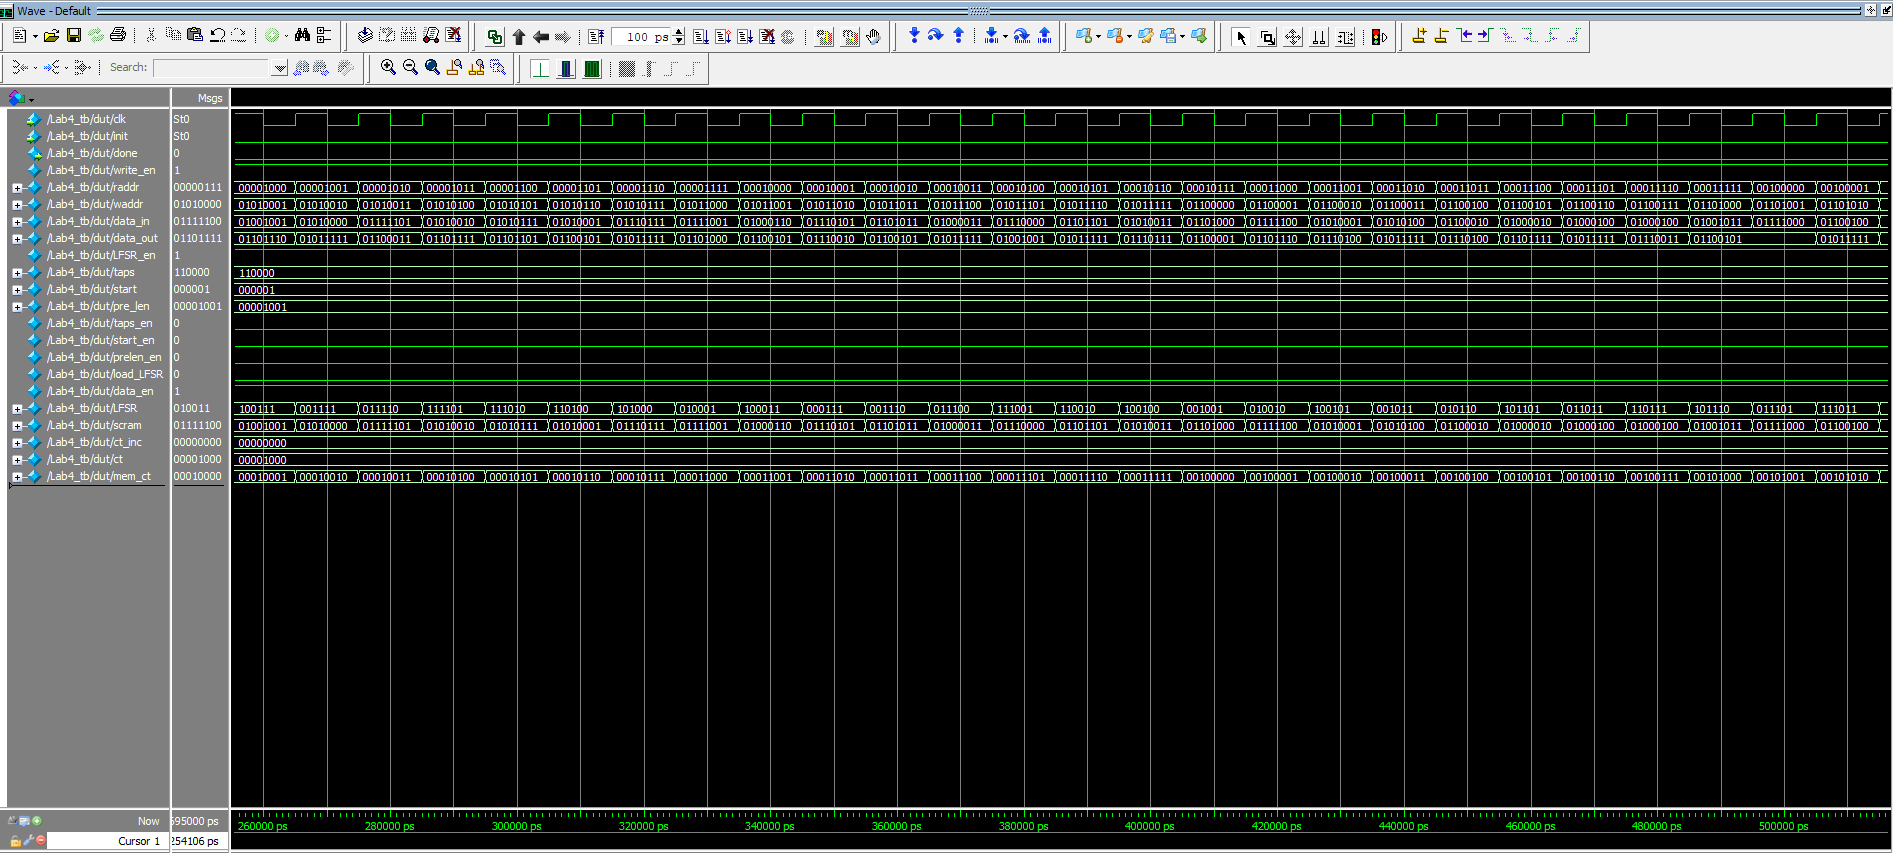 Wave - Default
100 ps
Search:
Msgs
/Lab4_tb/dut/clk St0
/Lab4_tb/dut/init St0
/Lab4_tb/dut/done 0
/Lab4_tb/dut/write_en 1
/Lab4_tb/dut/raddr 00000111 00001000 00001001 00001010 00001011 00001100 00001101 00001110 00001111 00010000 00010001 00010010 00010011 00010100 00010101 00010110 00010111 00011000 00011001 00011010 00011011 00011100 00011101 00011110 00011111 00100000 00100001
/Lab4_tb/dut/waddr 01010000 01010001 01010010 01010011 01010100 01010101 01010110 01010111 01011000 01011001 01011010 01011011 01011100 01011101 01011110 01011111 01100000 01100001 01100010 01100011 01100100 01100101 01100110 01100111 01101000 01101001 01101010
/Lab4_tb/dut/data_in 01111100 01001001 01010000 01111101 01010010 01010111 01010001 01110111 01111001 01000110 01110101 01101011 01000011 01110000 01101101 01010011 01101000 01111100 01010100 01100010 01000010 01000100 01001011 01111000 01100100
/Lab4_tb/dut/data_out 01101111 01101110 01011111 01100011 01101111 01101101 01100101 01011111 01101000 01100101 01110010 01100101 01011111 01001001 01011111 01110111 01100001 01101110 01110100 01011111 01110100 01101111 01011111 01110011 01100101 01011111
/Lab4_tb/dut/LFSR_en 1
/Lab4_tb/dut/taps 110000 110000
/Lab4_tb/dut/start 000001 000001
/Lab4_tb/dut/pre_len 00001001 00001001
/Lab4_tb/dut/taps_en 0
/Lab4_tb/dut/start_en 0
/Lab4_tb/dut/prelen_en 0
/Lab4_tb/dut/load_LFSR 0
/Lab4_tb/dut/data_en 1
/Lab4_tb/dut/LFSR 010011 100111 001111 011110 111101 111010 110100 101000 010001 100011 000111 001110 011100 111001 110010 100100 001001 010010 100101 001011 010110 101101 011011 110111 101110 011101 111011
/Lab4_tb/dut/scram 01111100 01001001 01010000 01111101 01010010 01010111 01010001 01110111 01111001 01000110 01110101 01101011 01000011 01110000 01101101 01010011 01101000 01111100 01010100 01100010 01000010 01000100 01001011 01111000 01100100
/Lab4_tb/dut/ct_inc 00000000 00000000
/Lab4_tb/dut/ct 00001000 00001000
/Lab4_tb/dut/mem_ct 00010000 00010001 00010010 00010011 00010100 00010101 00010110 00010111 00011000 00011001 00011010 00011011 00011100 00011101 00011110 00011111 00100000 00100001 00100010 00100011 00100100 00100101 00100110 00100111 00101000 00101001 00101010
Now 595000 ps 260000 ps 280000 ps 300000 ps 320000 ps 340000 ps 360000 ps 380000 ps 400000 ps 420000 ps 440000 ps 460000 ps 480000 ps 500000 ps
Cursor 1 254106 ps